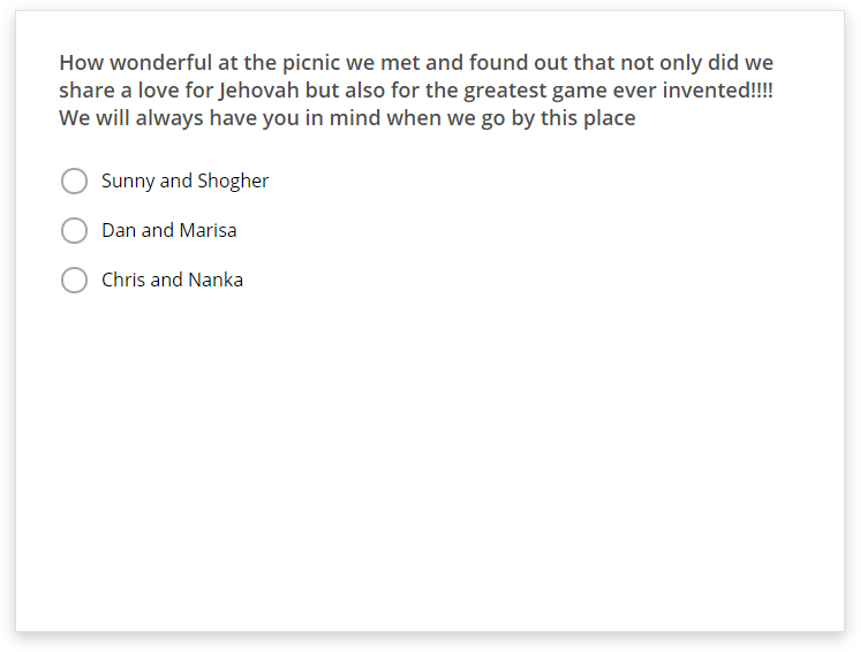 How wonderful at the picnic we met and found out that not only did we
share a love for Jehovah but also for the greatest game ever invented!!!!
We will always have you in mind when we go by this place
Sunny and Shogher
Dan and Marisa
Chris and Nanka